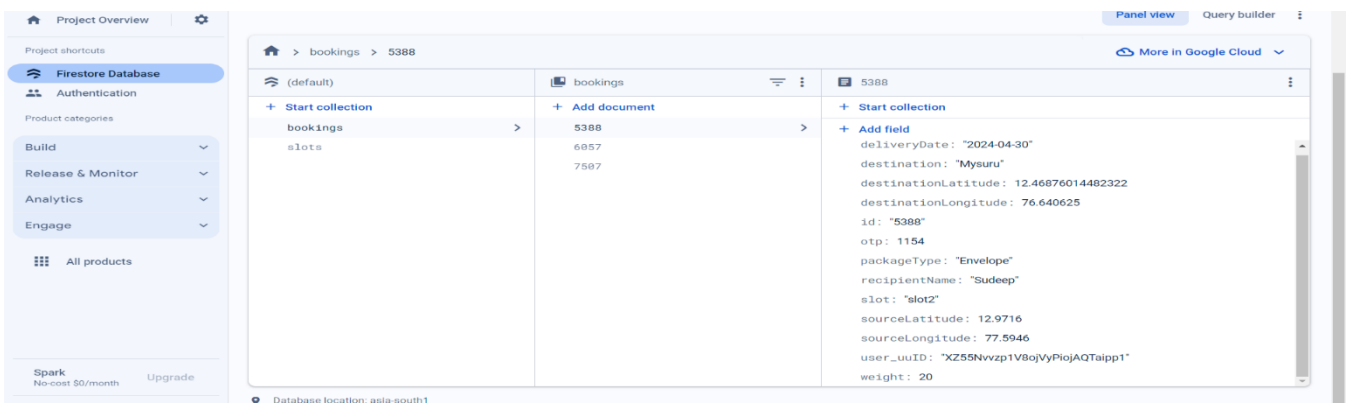 Project Overview
Panel view Query builder
Project shortcuts
Firestore Database
Authentication
Product categories
Build
Release & Monitor
Analytics
Engage
All products
Spark
No-cost $0/month
Upgrade
> bookings > 5388
More in Google Cloud
(default)
+ Start collection
bookings >
slots
bookings
+ Add document
5388 >
6057
7507
5388
+ Start collection
+ Add field
deliveryDate: "2024-04-30"
destination: "Mysuru"
destinationLatitude: 12.46876014482322
destinationLongitude: 76.640625
id: "5388"
otp: 1154
packageType: "Envelope"
recipientName: "Sudeep"
slot: "slot2"
sourceLatitude: 12.9716
sourceLongitude: 77.5946
user_uuID: "XZ55Nvvzp1V8ojVyPiojAQTaipp1"
weight: 20
Database location: asia-south1